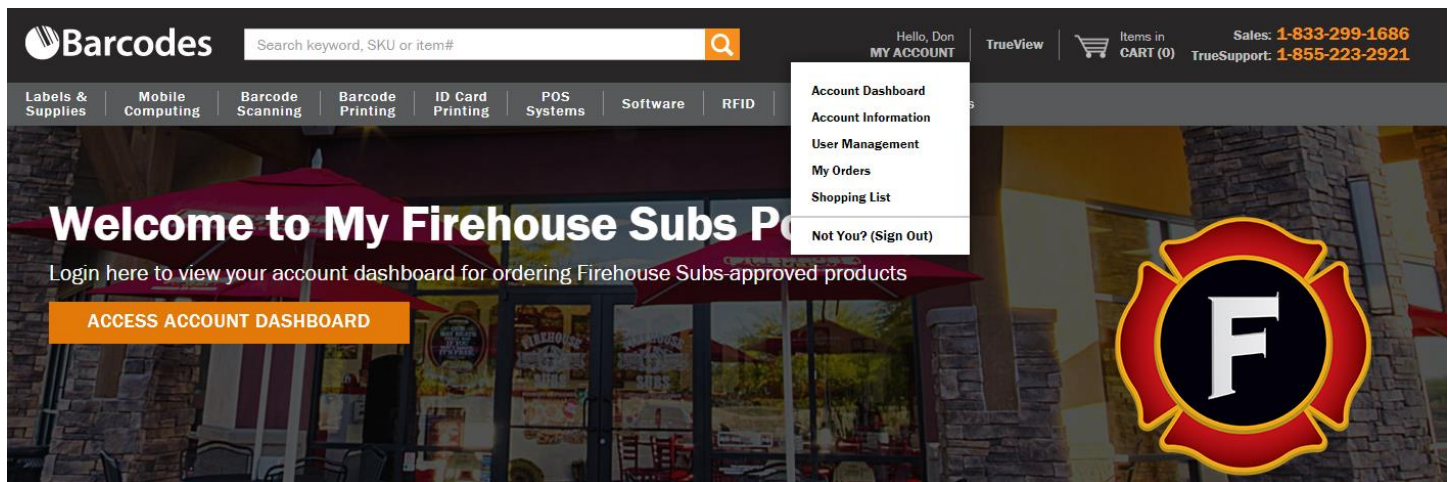 Barcodes
Search keyword, SKU or item#
Hello, Don
MY ACCOUNT
TrueView
Items in
CART (0)
Sales: 1-833-299-1686
TrueSupport: 1-855-223-2921
Labels &
Supplies
Mobile
Computing
Barcode
Scanning
Barcode
Printing
ID Card
Printing
POS
Systems
Software
RFID
s
Account Dashboard
Account Information
User Management
My Orders
Shopping List
Not You? (Sign Out)
Welcome to My Firehouse Subs Po
Login here to view your account dashboard for ordering Firehouse Subs-approved products
ACCESS ACCOUNT DASHBOARD
FIREHOUSE
SUBS
F